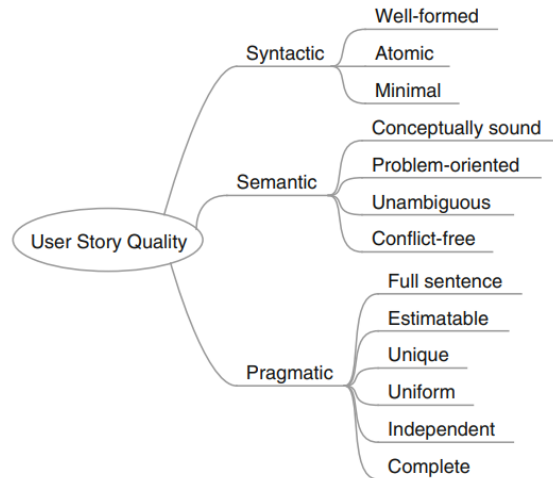 User Story Quality
Syntactic
Well-formed
Atomic
Minimal
Semantic
Conceptually sound
Problem-oriented
Unambiguous
Conflict-free
Pragmatic
Full sentence
Estimatable
Unique
Uniform
Independent
Complete